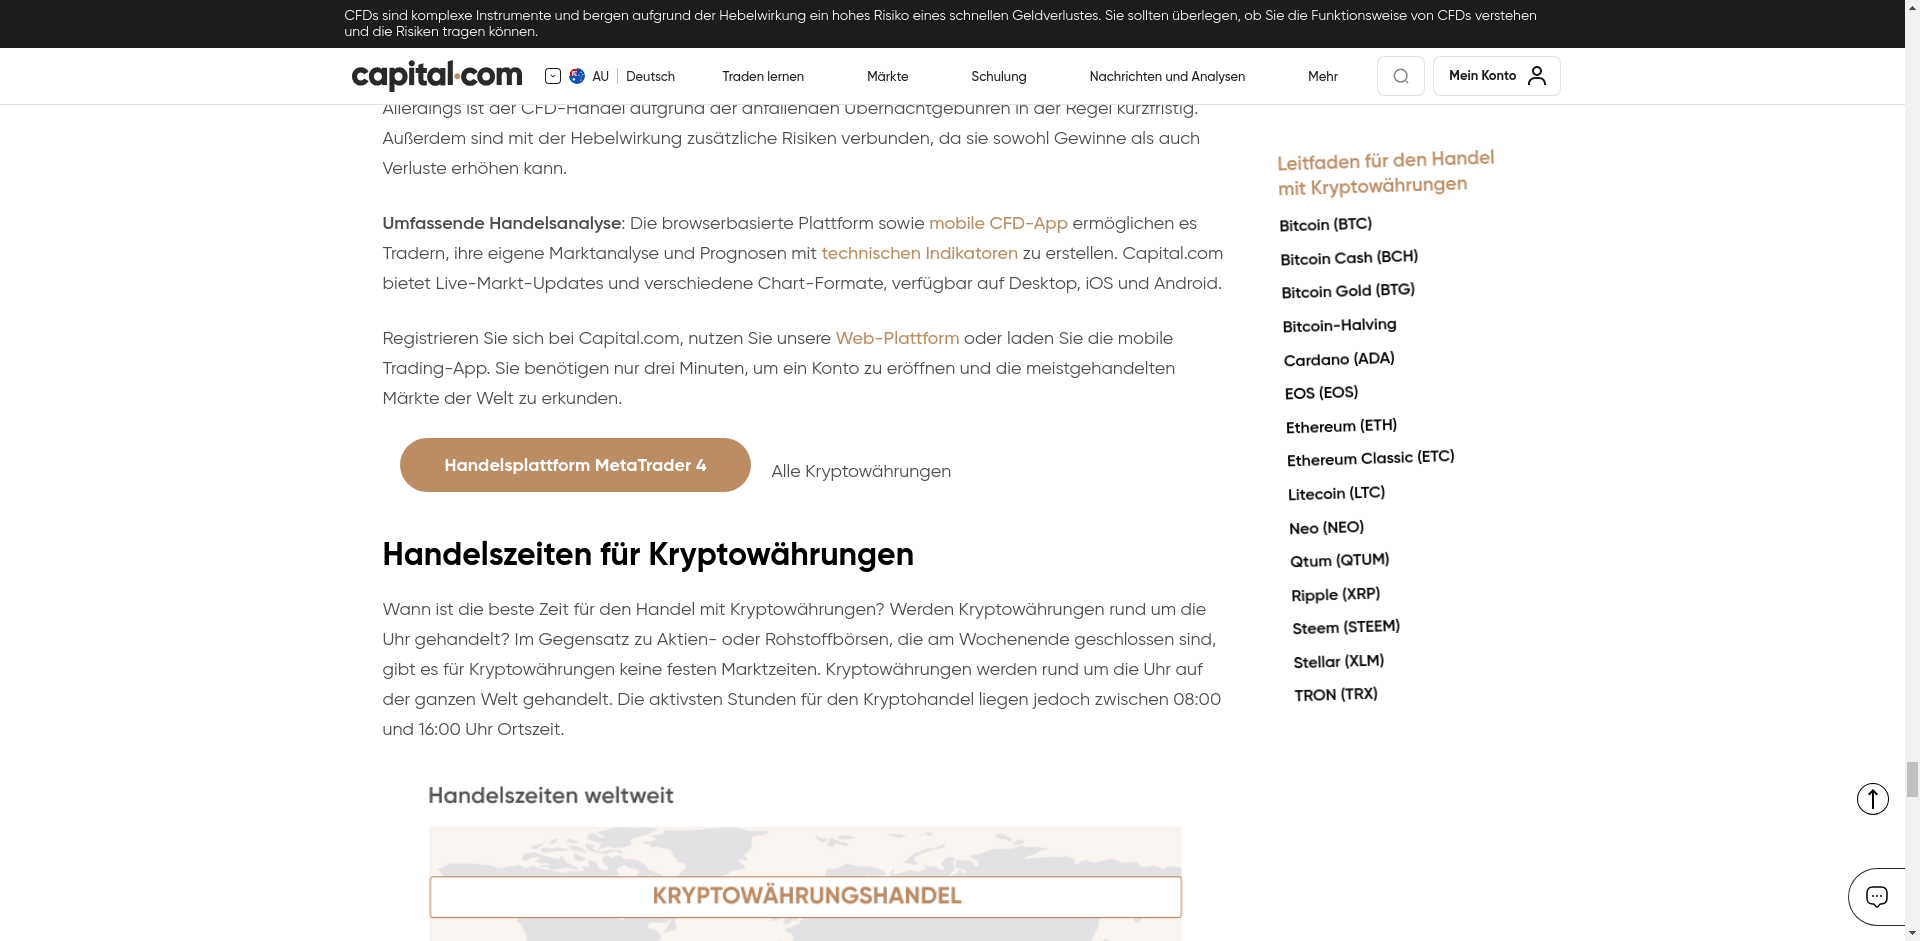 CFDs sind komplexe Instrumente und bergen aufgrund der Hebelwirkung ein hohes Risiko eines schnellen Geldverlustes. Sie sollten überlegen, ob Sie die Funktionsweise von CFDs verstehen
und die Risiken tragen können.
capital.com
AU
Deutsch
Traden lernen
Märkte
Schulung
Nachrichten und Analysen
Mehr
Mein Konto
Allerdings ist der CFD-Handel aufgrund der anfallenden Übernachtgebühren in der Regel kurzfristig.
Außerdem sind mit der Hebelwirkung zusätzliche Risiken verbunden, da sie sowohl Gewinne als auch
Verluste erhöhen kann.
Umfassende Handelsanalyse: Die browserbasierte Plattform sowie mobile CFD-App ermöglichen es
Tradern, ihre eigene Marktanalyse und Prognosen mit technischen Indikatoren zu erstellen. Capital.com
bietet Live-Markt-Updates und verschiedene Chart-Formate, verfügbar auf Desktop, iOS und Android.
Registrieren Sie sich bei Capital.com, nutzen Sie unsere Web-Plattform oder laden Sie die mobile
Trading-App. Sie benötigen nur drei Minuten, um ein Konto zu eröffnen und die meistgehandelten
Märkte der Welt zu erkunden.
Handelsplattform MetaTrader 4
Alle Kryptowährungen
Handelszeiten für Kryptowährungen
Wann ist die beste Zeit für den Handel mit Kryptowährungen? Werden Kryptowährungen rund um die
Uhr gehandelt? Im Gegensatz zu Aktien- oder Rohstoffbörsen, die am Wochenende geschlossen sind,
gibt es für Kryptowährungen keine festen Marktzeiten. Kryptowährungen werden rund um die Uhr auf
der ganzen Welt gehandelt. Die aktivsten Stunden für den Kryptohandel liegen jedoch zwischen 08:00
und 16:00 Uhr Ortszeit.
Handelszeiten weltweit
KRYPTOWÄHRUNGSHANDEL
Leitfaden für den Handel
mit Kryptowährungen
Bitcoin (BTC)
Bitcoin Cash (BCH)
Bitcoin Gold (BTG)
Bitcoin-Halving
Cardano (ADA)
EOS (EOS)
Ethereum (ETH)
Ethereum Classic (ETC)
Litecoin (LTC)
Neo (NEO)
Qtum (QTUM)
Ripple (XRP)
Steem (STEEM)
Stellar (XLM)
TRON (TRX)